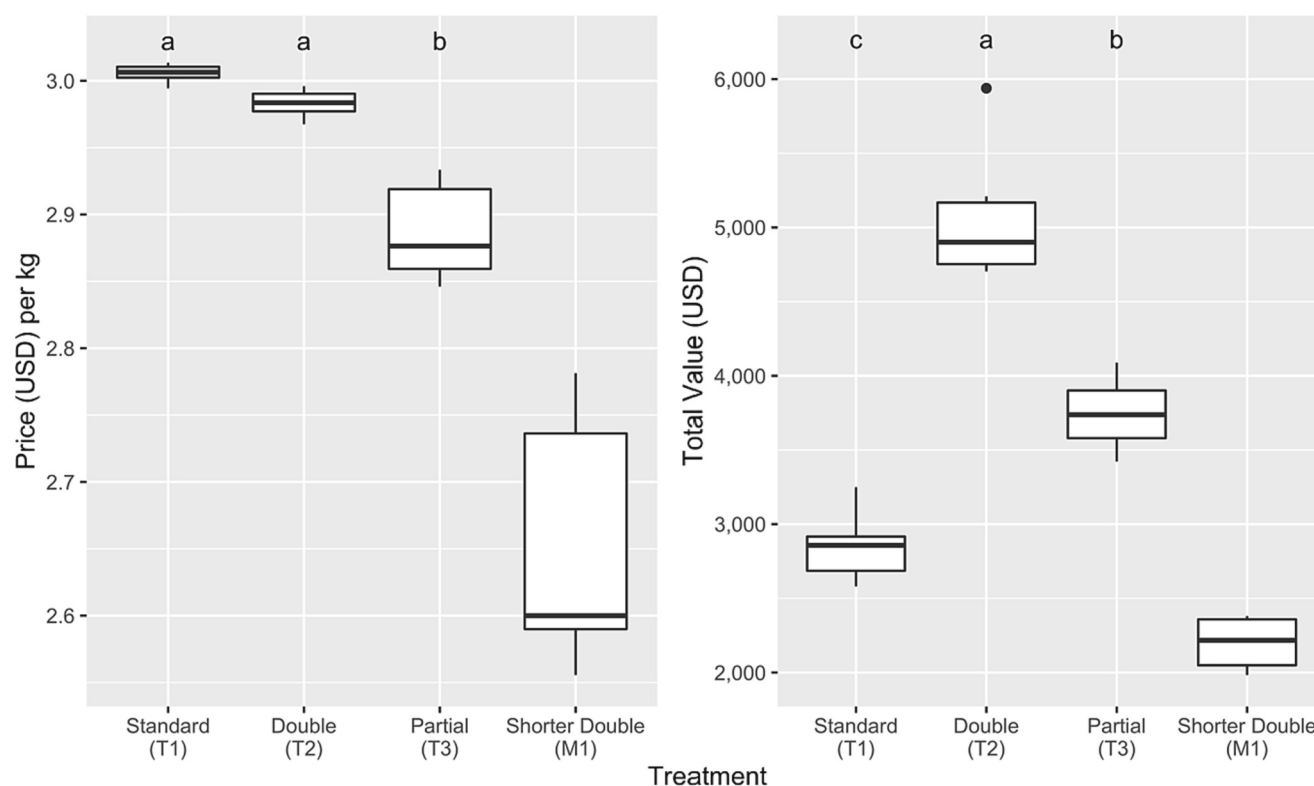 a a b
3.0
2.9
2.8
2.7
2.6
Price (USD) per kg
Standard (T1)
Double (T2)
Partial (T3)
Shorter Double (M1)
c a b
6,000
5,000
4,000
3,000
2,000
Total Value (USD)
Standard (T1)
Double (T2)
Partial (T3)
Shorter Double (M1)
Treatment